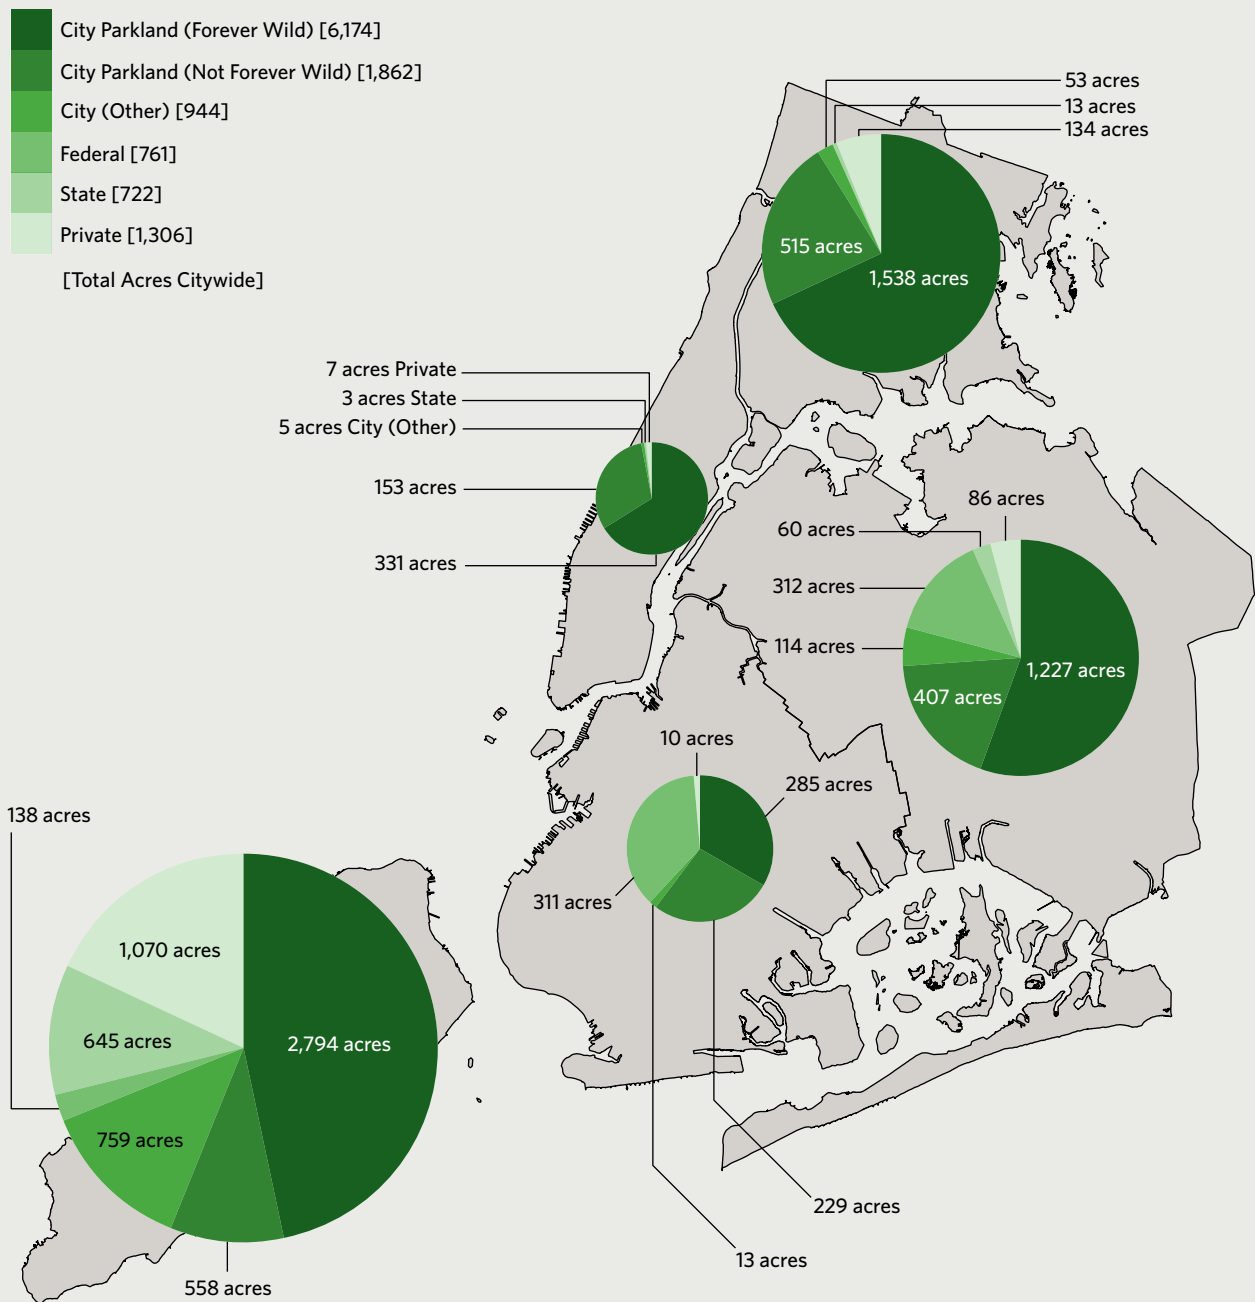 City Parkland (Forever Wild) [6,174]
City Parkland (Not Forever Wild) [1,862]
City (Other) [944]
Federal [761]
State [722]
Private [1,306]
[Total Acres Citywide]
53 acres
13 acres
134 acres
515 acres
1,538 acres
7 acres Private
3 acres State
5 acres City (Other)
153 acres
331 acres
86 acres
60 acres
312 acres
114 acres
1,227 acres
407 acres
10 acres
285 acres
311 acres
229 acres
13 acres
138 acres
1,070 acres
645 acres
2,794 acres
759 acres
558 acres